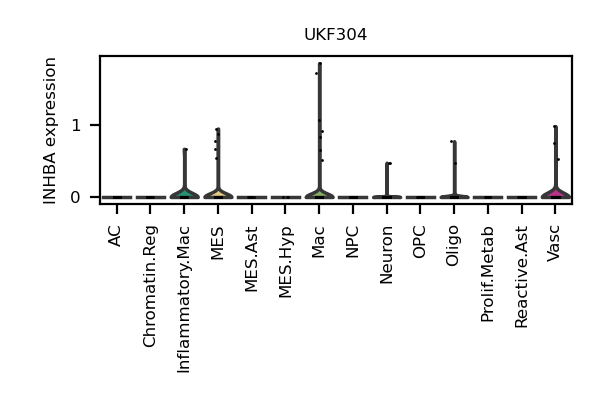 UKF304
INHBA expression
1
0
AC
Chromatin.Reg
Inflammatory.Mac
MES
MES.Ast
MES.Hyp
Mac
NPC
Neuron
OPC
Oligo
Prolif.Metab
Reactive.Ast
Vasc